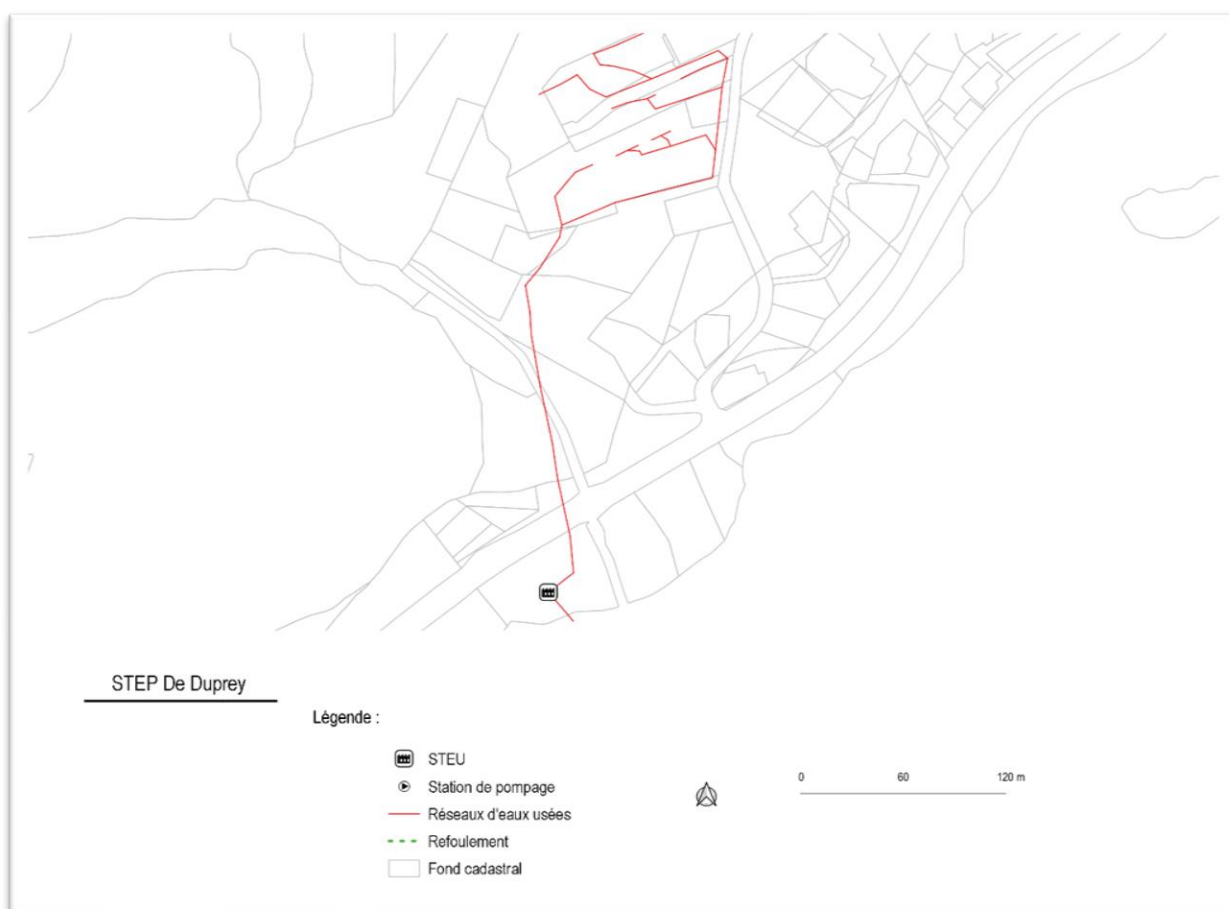 STEP De Duprey
Légende :
STEU
Station de pompage
Réseaux d'eaux usées
Refoulement
Fond cadastral
0 60 120 m